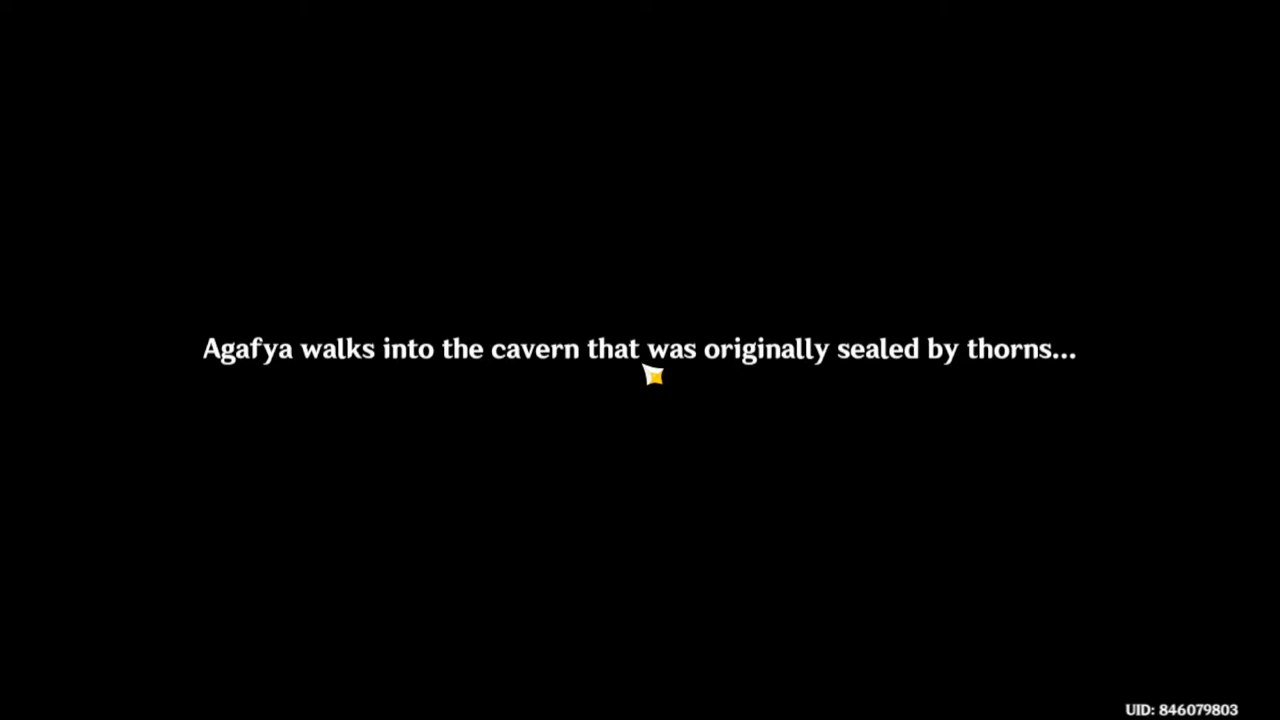 Agafya walks into the cavern that was originally sealed by thorns...
UID: 846079803